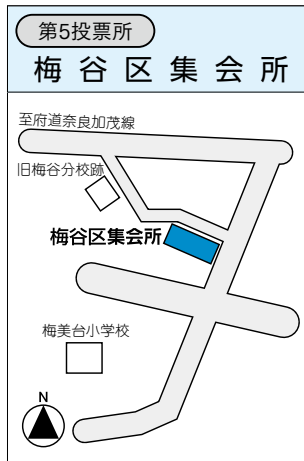 第5投票所
梅谷区集会所
至府道奈良加茂線
旧梅谷分校跡
梅谷区集会所
梅美台小学校
N